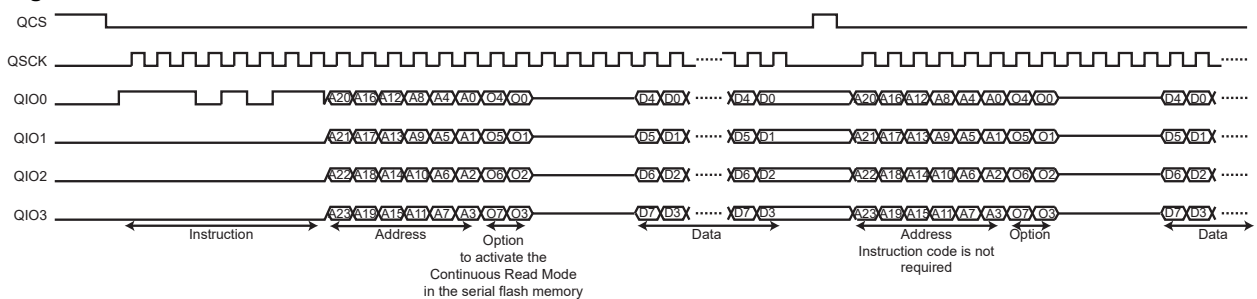 QCS
QSCK ...... ......
QIO0 A20 A16 A12 A8 A4 A0 O4 O0 D4 D0 ...... D4 D0 A20 A16 A12 A8 A4 A0 O4 O0 D4 D0 ......
QIO1 A21 A17 A13 A9 A5 A1 O5 O1 D5 D1 ...... D5 D1 A21 A17 A13 A9 A5 A1 O5 O1 D5 D1 ......
QIO2 A22 A18 A14 A10 A6 A2 O6 O2 D6 D2 ...... D6 D2 A22 A18 A14 A10 A6 A2 O6 O2 D6 D2 ......
QIO3 A23 A19 A15 A11 A7 A3 O7 O3 D7 D3 ...... D7 D3 A23 A19 A15 A11 A7 A3 O7 O3 D7 D3 ......
Instruction Address Option Data Address Option Data
to activate the
Continuous Read Mode
in the serial flash memory
Instruction code is not
required